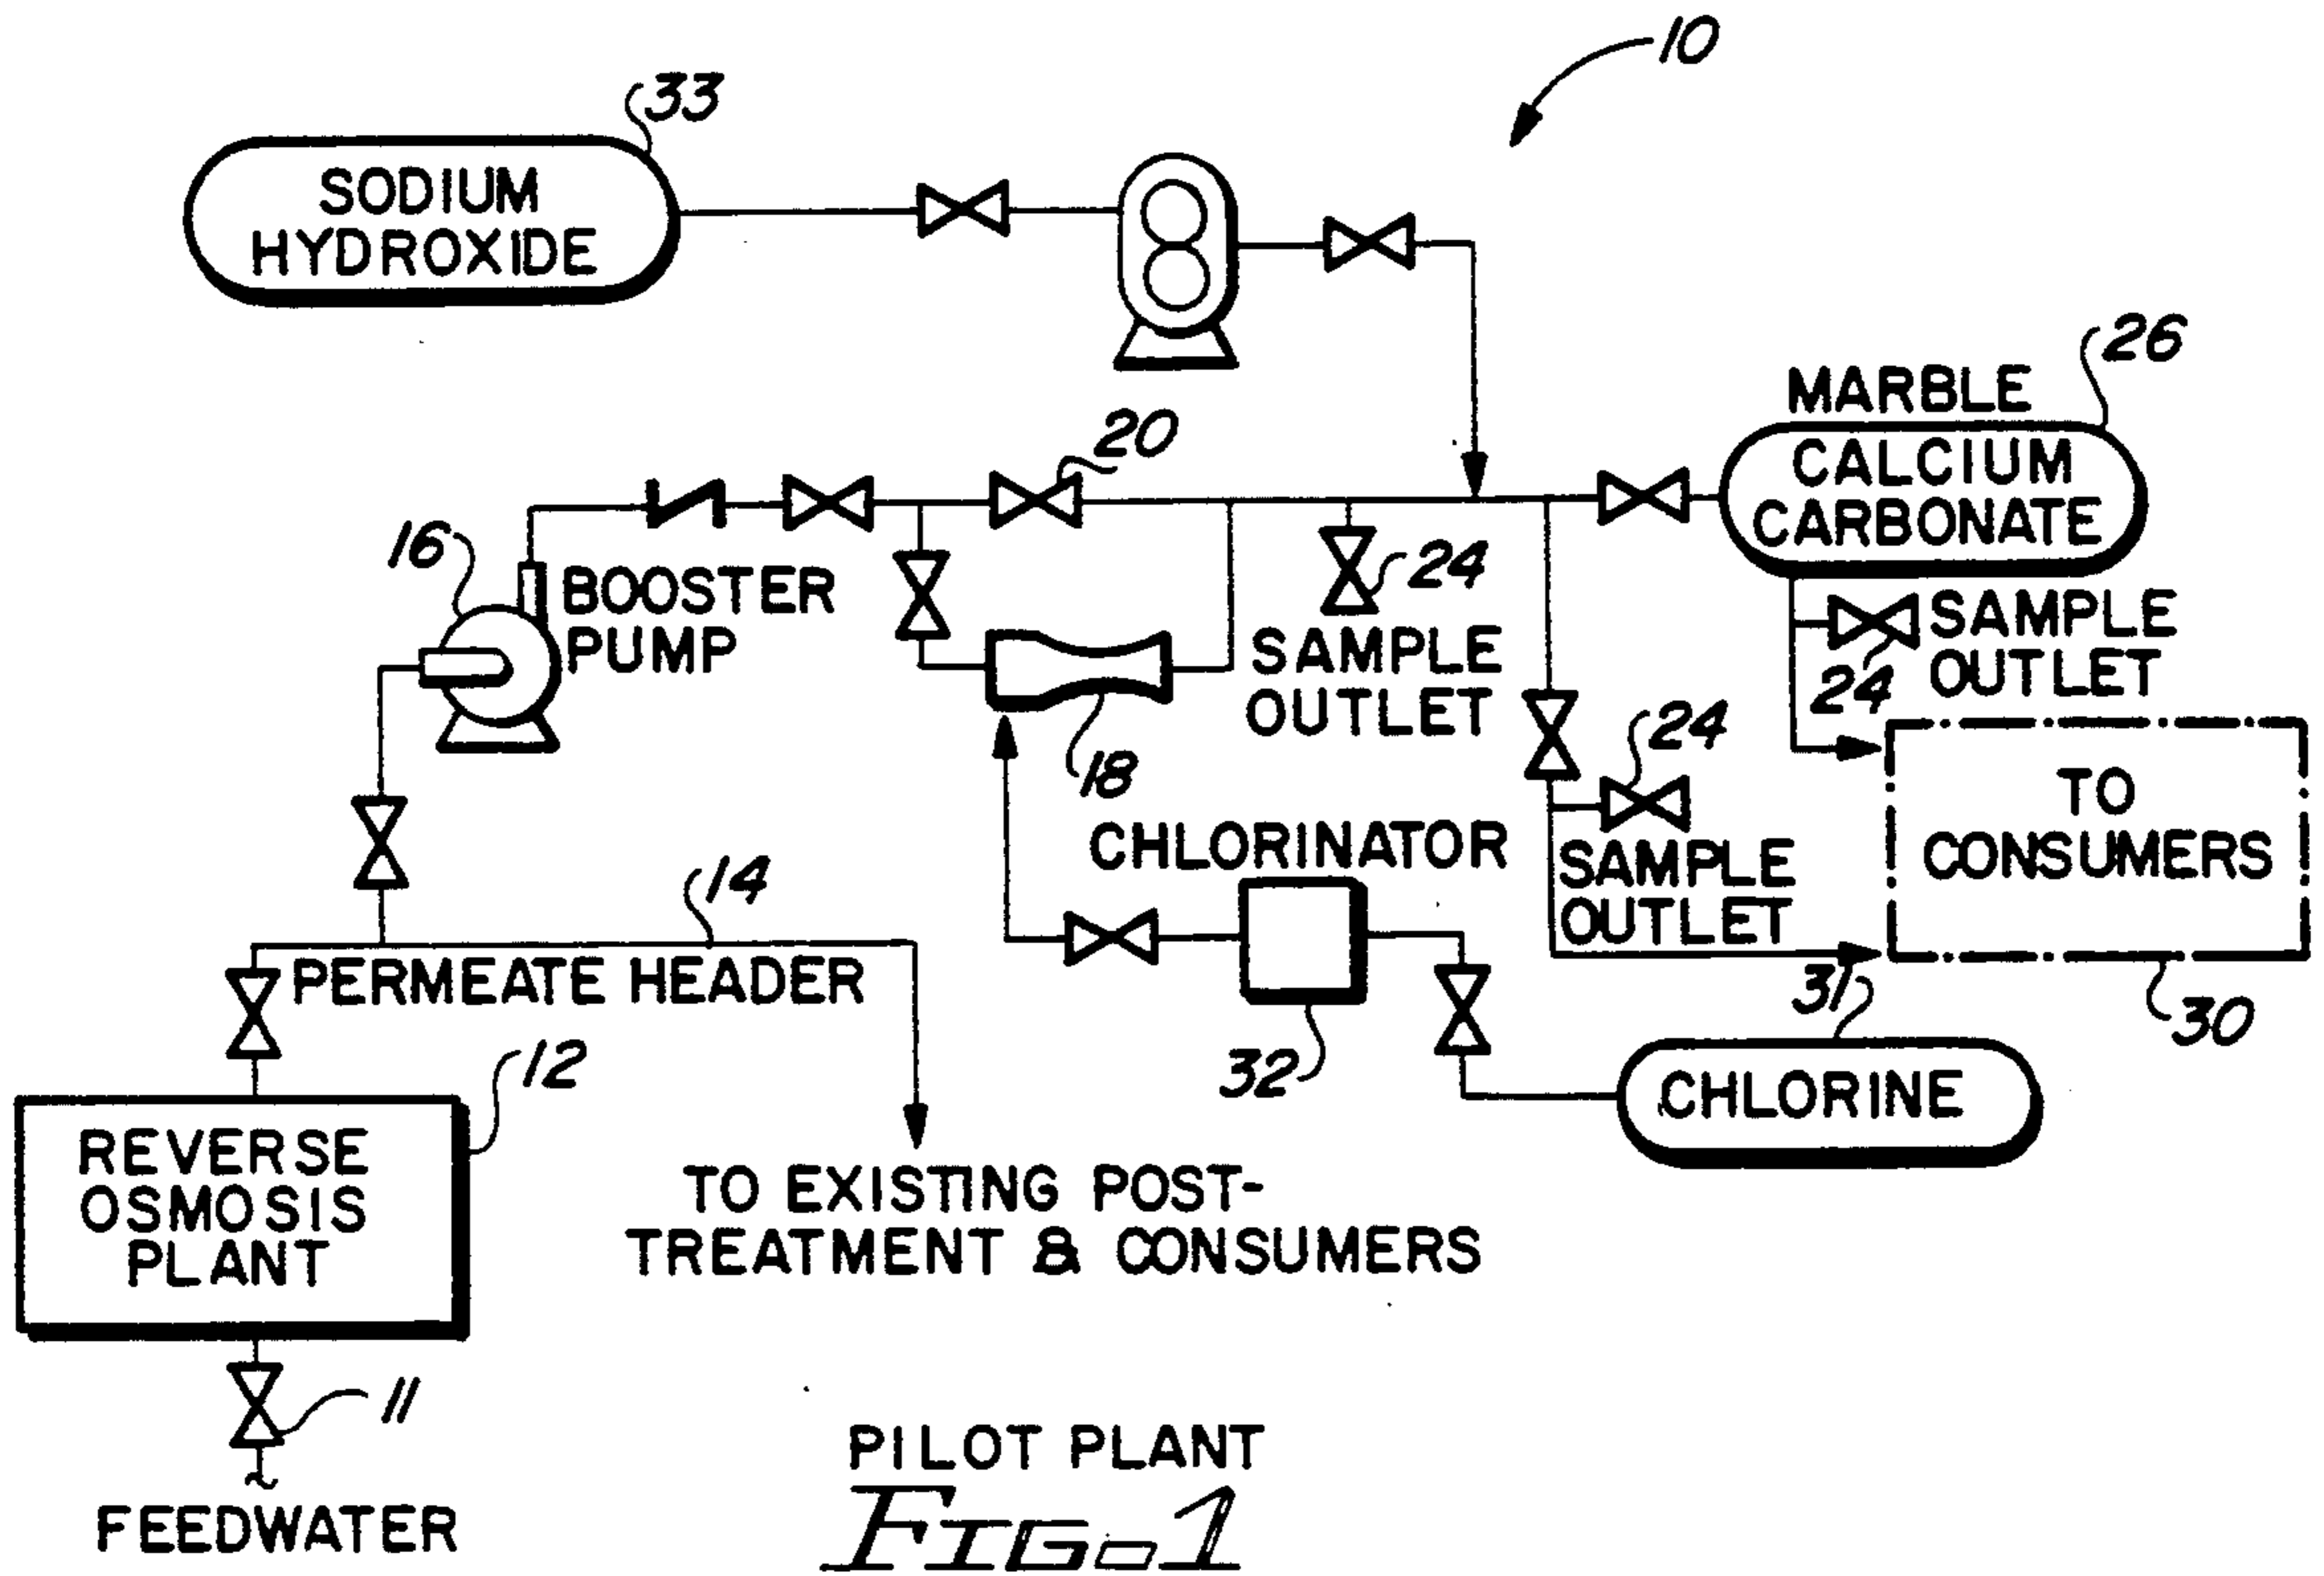 10
33
SODIUM
HYDROXIDE
26
MARBLE
CALCIUM
CARBONATE
20
16
BOOSTER
PUMP
24
SAMPLE
OUTLET
SAMPLE
OUTLET
24
18
24
TO
CONSUMERS
CHLORINATOR
SAMPLE
OUTLET
14
PERMEATE HEADER
31
30
32
12
CHLORINE
REVERSE
OSMOSIS
PLANT
TO EXISTING POST-
TREATMENT & CONSUMERS
11
FEEDWATER
PILOT PLANT
FIG. 1